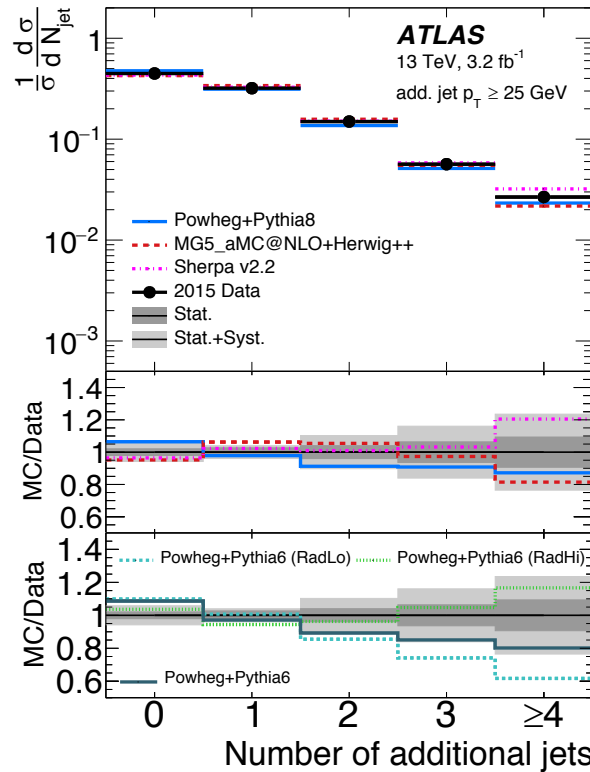 1/σ d σ/d N_jet
ATLAS
13 TeV, 3.2 fb⁻¹
add. jet p_T ≥ 25 GeV
1
10⁻¹
10⁻²
10⁻³
Powheg+Pythia8
MG5_aMC@NLO+Herwig++
Sherpa v2.2
2015 Data
Stat.
Stat.+Syst.
MC/Data
1.4
1.2
1
0.8
0.6
MC/Data
1.4
1.2
1
0.8
0.6
Powheg+Pythia6 (RadLo)
Powheg+Pythia6 (RadHi)
Powheg+Pythia6
0 1 2 3 ≥4
Number of additional jets